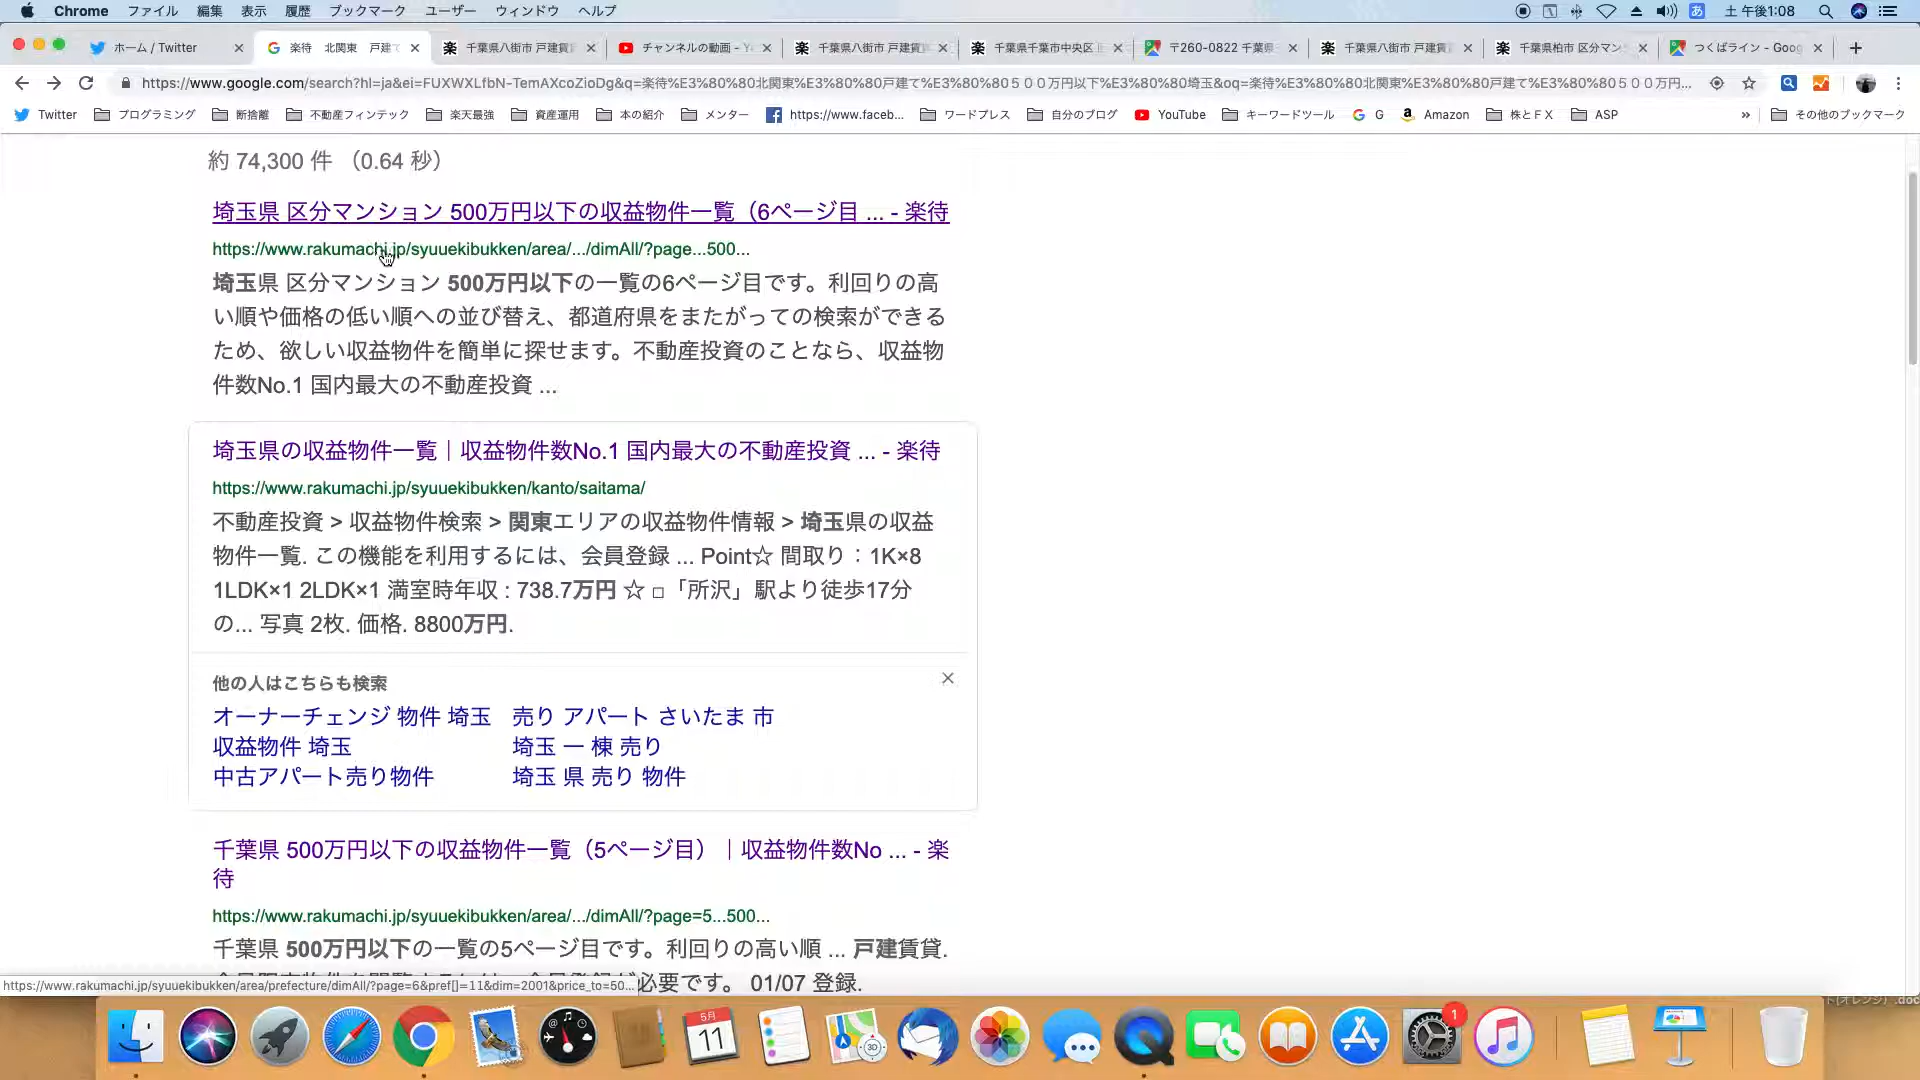 Chrome ファイル 編集 表示 履歴 ブックマーク ユーザー ウィンドウ ヘルプ 土 午後1:08
ホーム / Twitter
楽待　北関東　戸建て
千葉県八街市 戸建賃
チャンネルの動画 - Y
千葉県八街市 戸建賃
千葉県千葉市中央区
〒260-0822 千葉県
千葉県八街市 戸建賃
千葉県柏市 区分マン
つくばライン - Goog
https://www.google.com/search?hl=ja&ei=FUXWXLfbN-TemAXcoZioDg&q=楽待%E3%80%80北関東%E3%80%80戸建て%E3%80%80５００万円以下%E3%80%80埼玉&oq=楽待%E3%80%80北関東%E3%80%80戸建て%E3%80%80５００万円...
Twitter プログラミング 断捨離 不動産フィンテック 楽天最強 資産運用 本の紹介 メンター https://www.faceb... ワードプレス 自分のブログ YouTube キーワードツール G Amazon 株とＦＸ ASP » その他のブックマーク
約 74,300 件 （0.64 秒）
埼玉県 区分マンション 500万円以下の収益物件一覧（6ページ目 ... - 楽待
https://www.rakumachi.jp/syuuekibukken/area/.../dimAll/?page...500...
埼玉県 区分マンション 500万円以下の一覧の6ページ目です。利回りの高
い順や価格の低い順への並び替え、都道府県をまたがっての検索ができる
ため、欲しい収益物件を簡単に探せます。不動産投資のことなら、収益物
件数No.1 国内最大の不動産投資 ...
埼玉県の収益物件一覧｜収益物件数No.1 国内最大の不動産投資 ... - 楽待
https://www.rakumachi.jp/syuuekibukken/kanto/saitama/
不動産投資 > 収益物件検索 > 関東エリアの収益物件情報 > 埼玉県の収益
物件一覧. この機能を利用するには、会員登録 ... Point☆ 間取り：1K×8
1LDK×1 2LDK×1 満室時年収 : 738.7万円 ☆ □「所沢」駅より徒歩17分
の... 写真 2枚. 価格. 8800万円.
他の人はこちらも検索
オーナーチェンジ 物件 埼玉 売り アパート さいたま 市
収益物件 埼玉 埼玉 一 棟 売り
中古アパート売り物件 埼玉 県 売り 物件
千葉県 500万円以下の収益物件一覧（5ページ目）｜収益物件数No ... - 楽
待
https://www.rakumachi.jp/syuuekibukken/area/.../dimAll/?page=5...500...
千葉県 500万円以下の一覧の5ページ目です。利回りの高い順 ... 戸建賃貸.
必要です。 01/07 登録.
https://www.rakumachi.jp/syuuekibukken/area/prefecture/dimAll/?page=6&pref[]=11&dim=2001&price_to=50...
ト(オレンジ) .doc
5月
11
3D
1